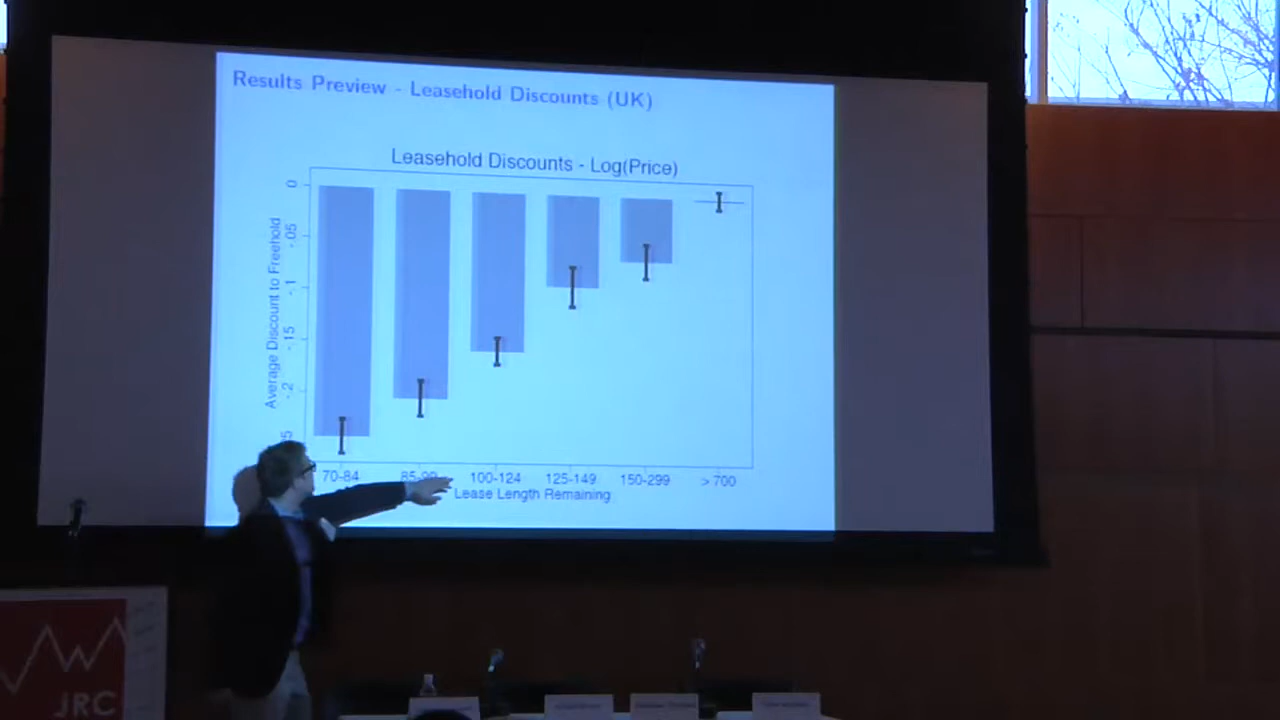 Results Preview - Leasehold Discounts (UK)
Leasehold Discounts - Log(Price)
Average Discount to Freehold
0
-.05
-.1
-.15
-.2
70-84
100-124
125-149
150-299
> 700
Lease Length Remaining
JRC